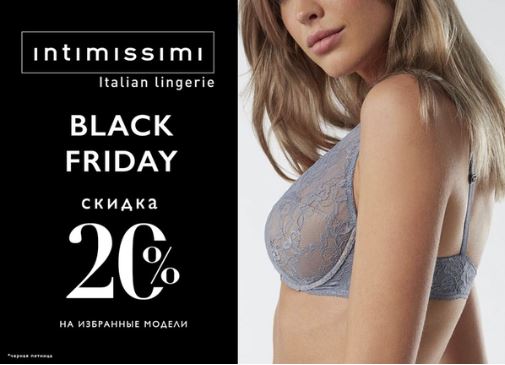 intimissimi
Italian lingerie
BLACK
FRIDAY
скидка
20%
НА ИЗБРАННЫЕ МОДЕЛИ
*черная пятница